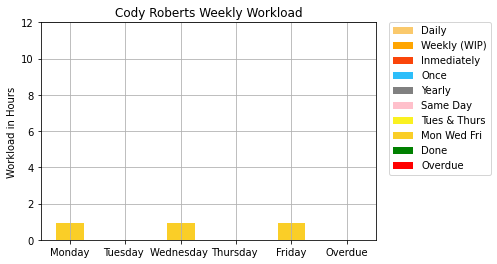 Cody Roberts Weekly Workload
Workload in Hours
12
10
8
6
4
2
0
Monday Tuesday Wednesday Thursday Friday Overdue
Daily
Weekly (WIP)
Inmediately
Once
Yearly
Same Day
Tues & Thurs
Mon Wed Fri
Done
Overdue